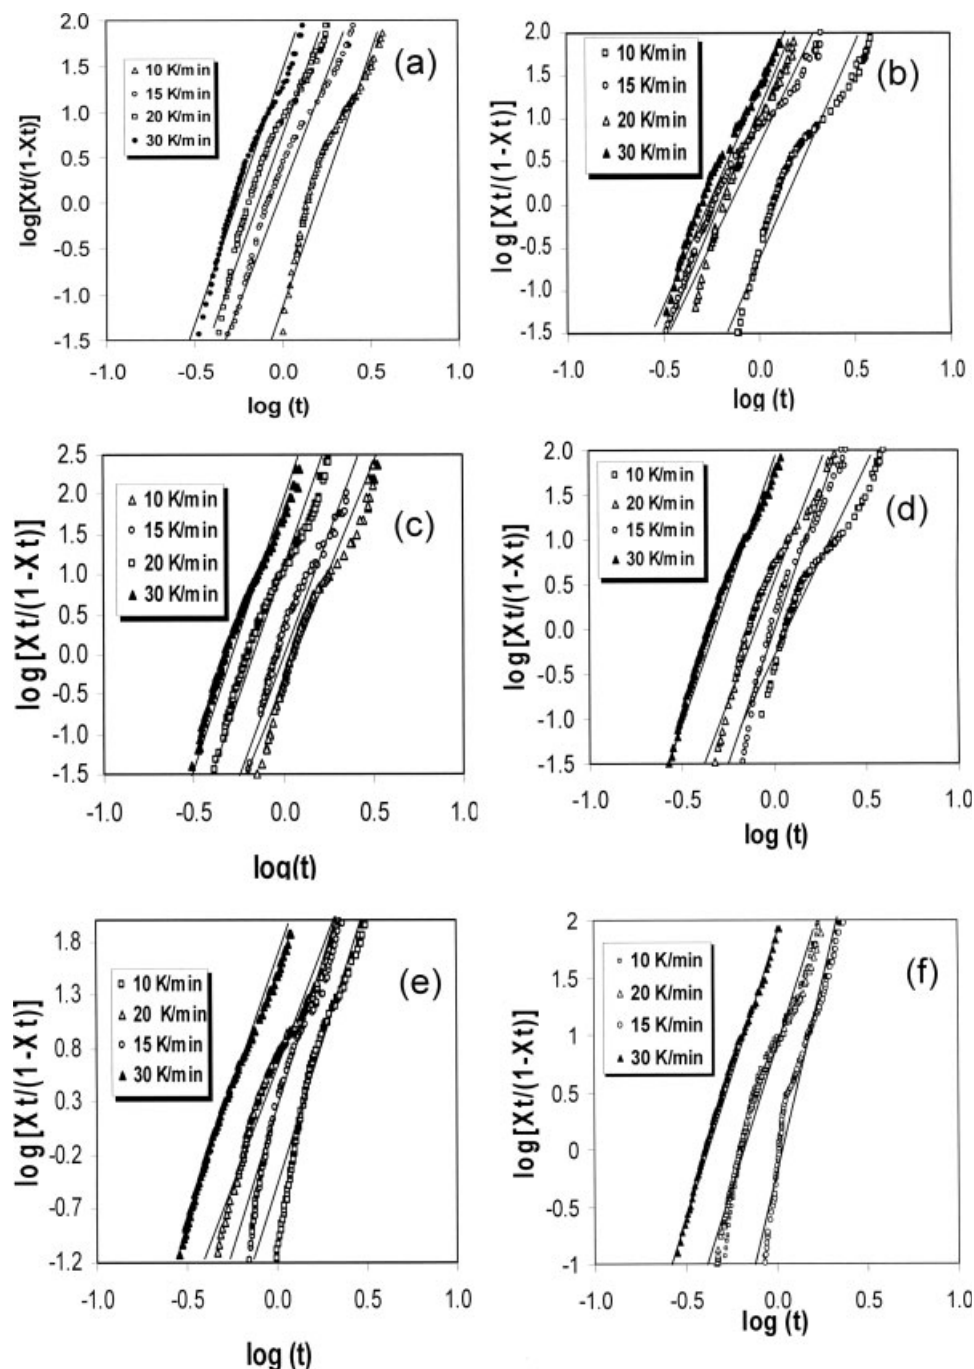 2.0
1.5
1.0
0.5
0.0
-0.5
-1.0
-1.5
log[Xt/(1-Xt)]
10 K/min
15 K/min
20 K/min
30 K/min
(a)
-1.0 -0.5 0.0 0.5 1.0
log (t)
2.0
1.5
1.0
0.5
0.0
-0.5
-1.0
-1.5
log [Xt/(1-Xt)]
10 K/min
15 K/min
20 K/min
30 K/min
(b)
-1.0 -0.5 0.0 0.5 1.0
log (t)
2.5
2.0
1.5
1.0
0.5
0.0
-0.5
-1.0
-1.5
log[Xt/(1-Xt)]
10 K/min
15 K/min
20 K/min
30 K/min
(c)
-1.0 -0.5 0.0 0.5 1.0
log(t)
2.0
1.5
1.0
0.5
0.0
-0.5
-1.0
-1.5
log[Xt/(1-Xt)]
10 K/min
20 K/min
15 K/min
30 K/min
(d)
-1.0 -0.5 0.0 0.5 1.0
log (t)
1.8
1.3
0.8
0.3
-0.2
-0.7
-1.2
log[Xt/(1-Xt)]
10 K/min
20 K/min
15 K/min
30 K/min
(e)
-1.0 -0.5 0.0 0.5 1.0
log (t)
2
1.5
1
0.5
0
-0.5
-1
log[Xt/(1-Xt)]
10 K/min
20 K/min
15 K/min
30 K/min
(f)
-1.0 -0.5 0.0 0.5 1.0
log (t)